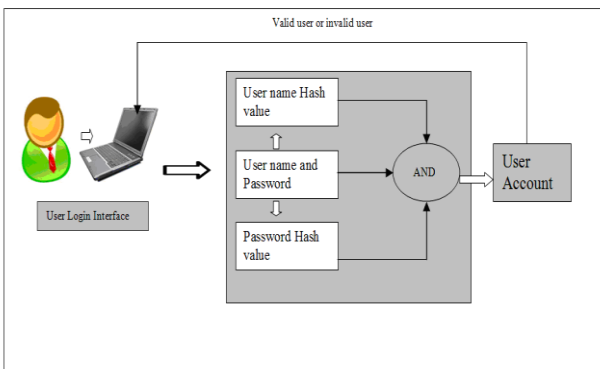 Valid user or invalid user
User name Hash
value
User name and
Password
AND
User
Account
User Login Interface
Password Hash
value